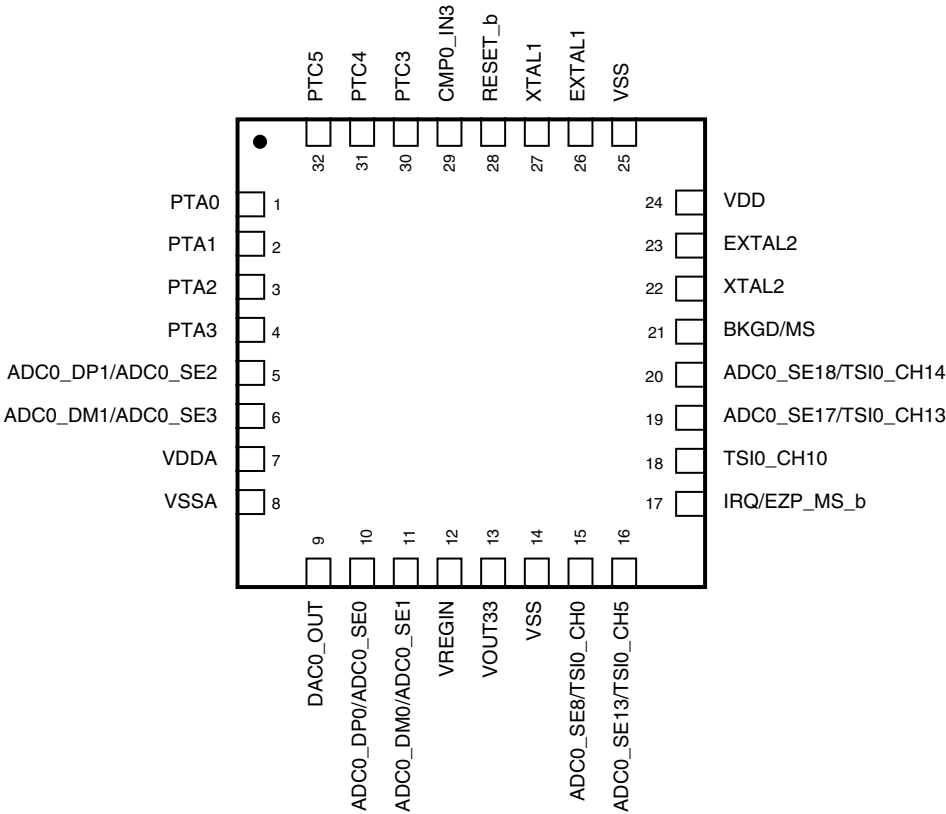 PTC5
PTC4
PTC3
CMP0_IN3
RESET_b
XTAL1
EXTAL1
VSS
32
31
30
29
28
27
26
25
PTA0 1
PTA1 2
PTA2 3
PTA3 4
ADC0_DP1/ADC0_SE2 5
ADC0_DM1/ADC0_SE3 6
VDDA 7
VSSA 8
24 VDD
23 EXTAL2
22 XTAL2
21 BKGD/MS
20 ADC0_SE18/TSI0_CH14
19 ADC0_SE17/TSI0_CH13
18 TSI0_CH10
17 IRQ/EZP_MS_b
9
10
11
12
13
14
15
16
DAC0_OUT
ADC0_DP0/ADC0_SE0
ADC0_DM0/ADC0_SE1
VREGIN
VOUT33
VSS
ADC0_SE8/TSI0_CH0
ADC0_SE13/TSI0_CH5